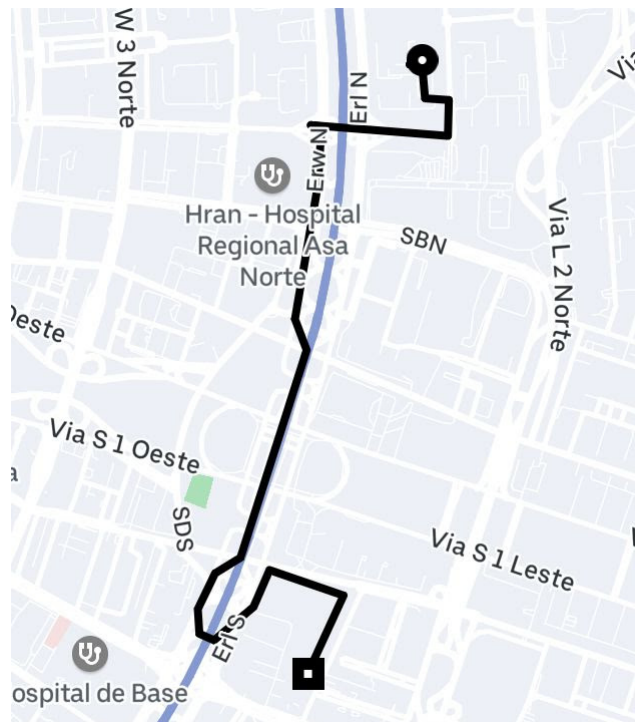 W 3 Norte
Erl N
Via
Erw N
Hran - Hospital
Regional Asa
Norte
SBN
Via L 2 Norte
Oeste
Via S 1 Oeste
a
SDS
Via S 1 Leste
Erl S
ospital de Base